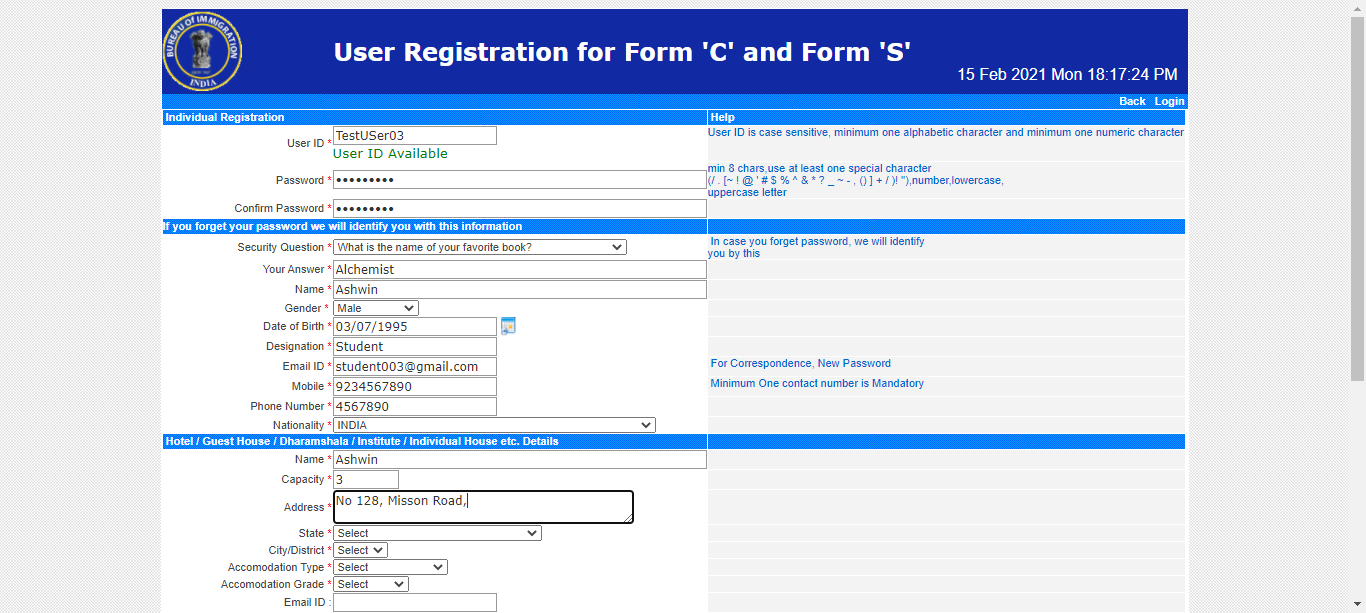 BUREAU OF IMMIGRATION
INDIA
User Registration for Form 'C' and Form 'S'
15 Feb 2021 Mon 18:17:24 PM
Back Login
Individual Registration Help
User ID * TestUSer03 User ID is case sensitive, minimum one alphabetic character and minimum one numeric character
User ID Available
min 8 chars,use at least one special character
Password * ••••••••• (/ . [~ ! @ ' # $ % ^ & * ? _ ~ - , () ] + / )! "),number,lowercase,
uppercase letter
Confirm Password * •••••••••
If you forget your password we will identify you with this information
Security Question * What is the name of your favorite book? In case you forget password, we will identify
you by this
Your Answer * Alchemist
Name * Ashwin
Gender * Male
Date of Birth * 03/07/1995
Designation * Student
Email ID * student003@gmail.com For Correspondence, New Password
Mobile * 9234567890 Minimum One contact number is Mandatory
Phone Number * 4567890
Nationality * INDIA
Hotel / Guest House / Dharamshala / Institute / Individual House etc. Details
Name * Ashwin
Capacity * 3
Address * No 128, Misson Road,
State * Select
City/District * Select
Accomodation Type * Select
Accomodation Grade * Select
Email ID :